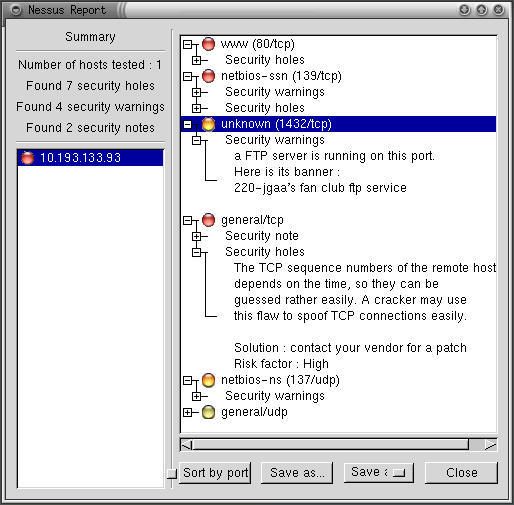 Nessus Report
Summary
Number of hosts tested : 1
Found 7 security holes
Found 4 security warnings
Found 2 security notes
10.193.133.93
www (80/tcp)
Security holes
netbios-ssn (139/tcp)
Security warnings
Security holes
unknown (1432/tcp)
Security warnings
a FTP server is running on this port.
Here is its banner :
220-jgaa's fan club ftp service
general/tcp
Security note
Security holes
The TCP sequence numbers of the remote host
depends on the time, so they can be
guessed rather easily. A cracker may use
this flaw to spoof TCP connections easily.
Solution : contact your vendor for a patch
Risk factor : High
netbios-ns (137/udp)
Security warnings
general/udp
Sort by port
Save as...
Save
Close